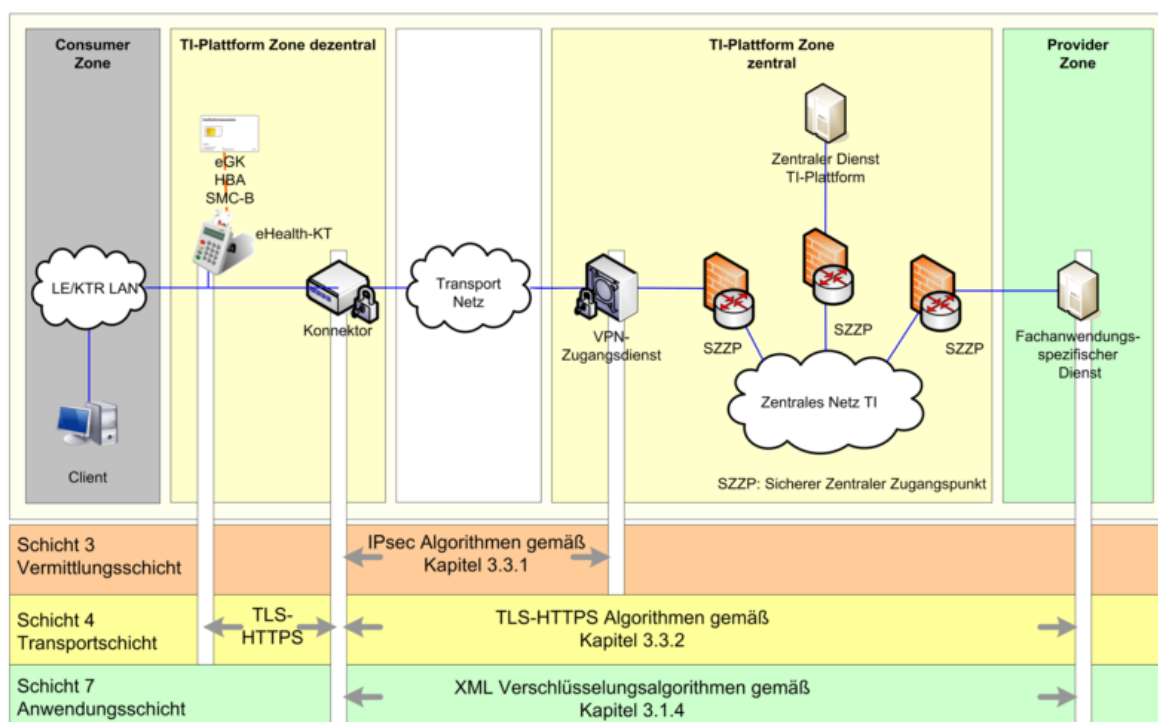 Consumer
Zone
TI-Plattform Zone dezentral
TI-Plattform Zone
zentral
Provider
Zone
eGK
HBA
SMC-B
eHealth-KT
LE/KTR LAN
Konnektor
Client
Transport
Netz
VPN-
Zugangsdienst
Zentraler Dienst
TI-Plattform
SZZP
SZZP
SZZP
Zentrales Netz TI
SZZP: Sicherer Zentraler Zugangspunkt
Fachanwendungs-
spezifischer
Dienst
Schicht 3
Vermittlungsschicht
IPsec Algorithmen gemäß
Kapitel 3.3.1
Schicht 4
Transportschicht
TLS-
HTTPS
TLS-HTTPS Algorithmen gemäß
Kapitel 3.3.2
Schicht 7
Anwendungsschicht
XML Verschlüsselungsalgorithmen gemäß
Kapitel 3.1.4